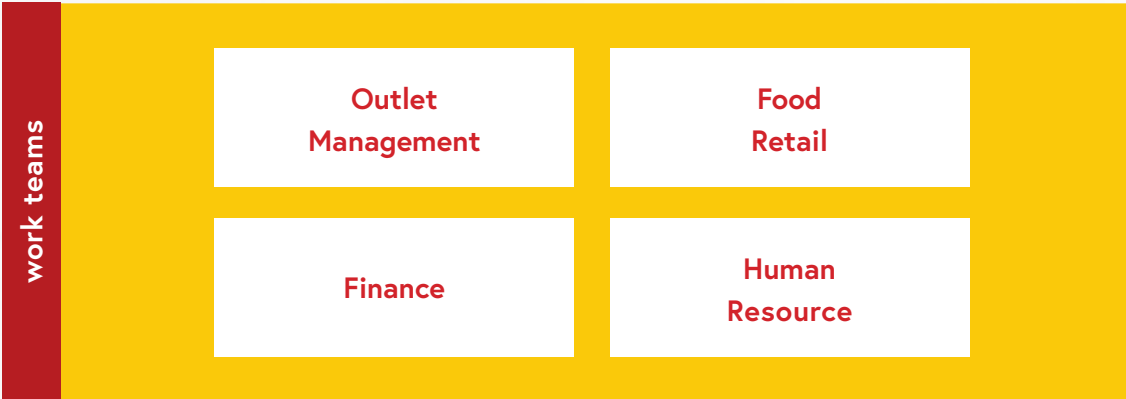 work teams
Outlet
Management
Food
Retail
Finance
Human
Resource